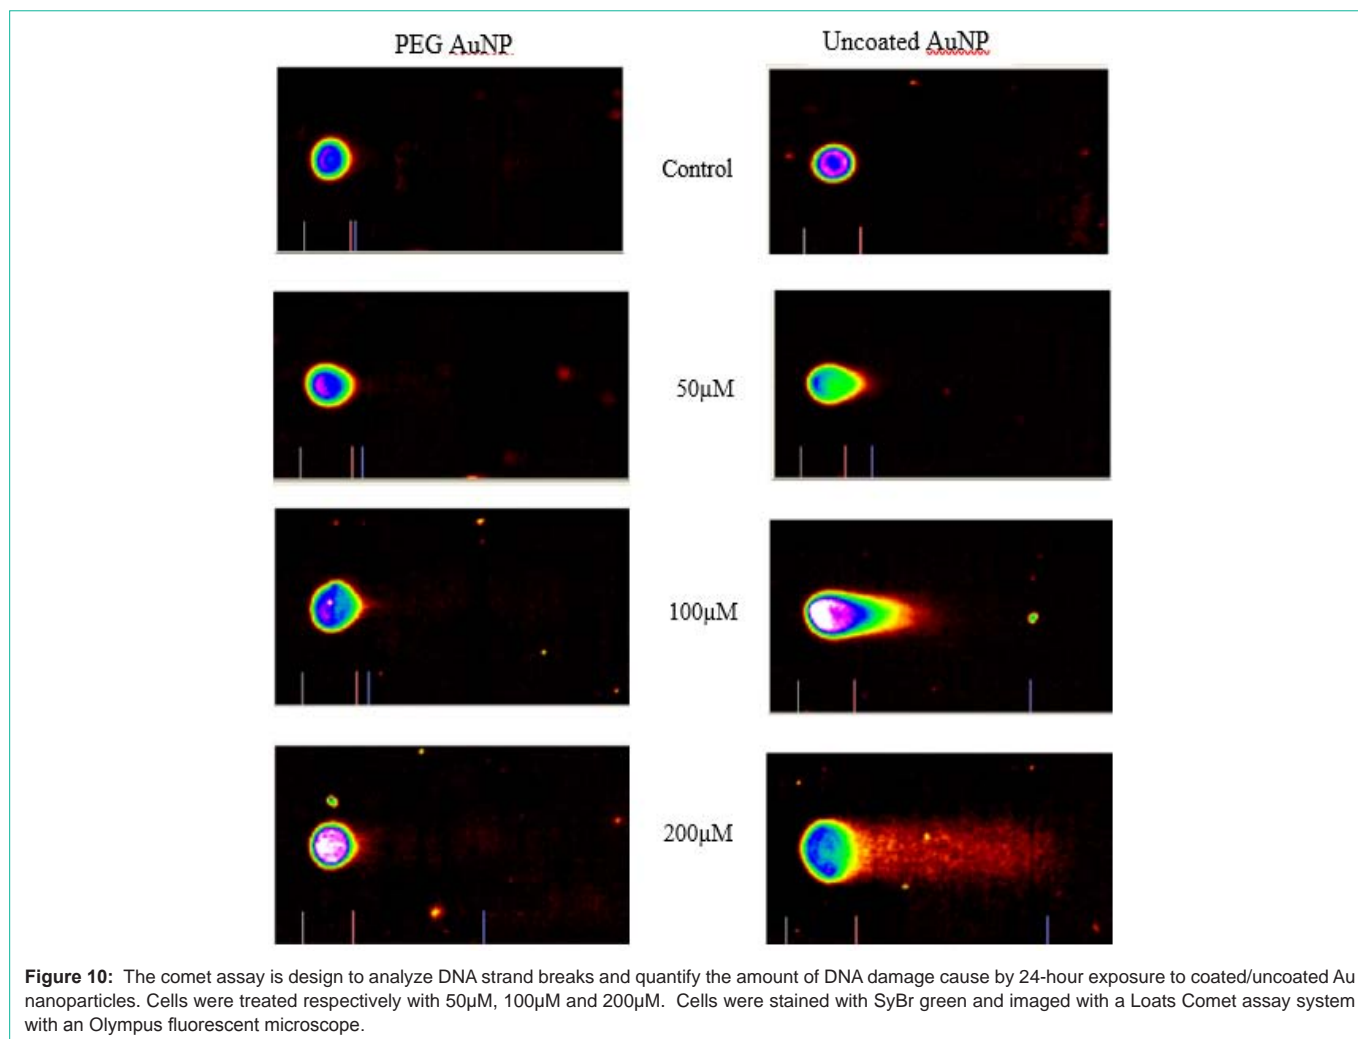 PEG AuNP
Uncoated AuNP
Control
50µM
100µM
200µM
Figure 10: The comet assay is design to analyze DNA strand breaks and quantify the amount of DNA damage cause by 24-hour exposure to coated/uncoated Au
nanoparticles. Cells were treated respectively with 50µM, 100µM and 200µM. Cells were stained with SyBr green and imaged with a Loats Comet assay system
with an Olympus fluorescent microscope.